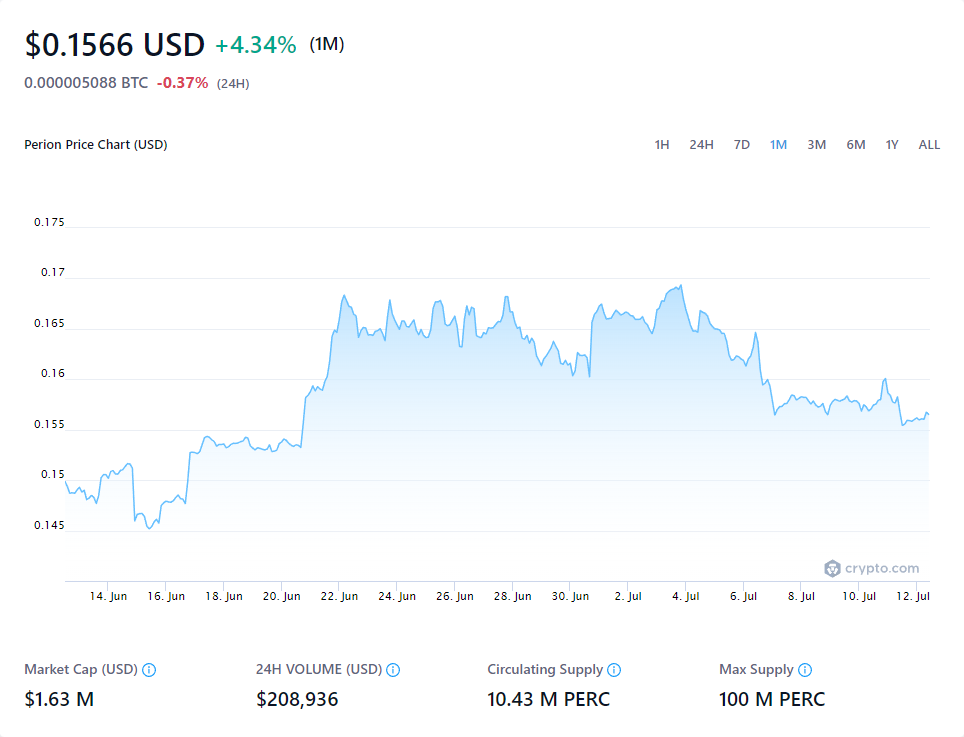 $0.1566 USD +4.34% (1M)
0.000005088 BTC -0.37% (24H)
Perion Price Chart (USD) 1H 24H 7D 1M 3M 6M 1Y ALL
0.175
0.17
0.165
0.16
0.155
0.15
0.145
crypto.com
14. Jun 16. Jun 18. Jun 20. Jun 22. Jun 24. Jun 26. Jun 28. Jun 30. Jun 2. Jul 4. Jul 6. Jul 8. Jul 10. Jul 12. Jul
Market Cap (USD) 24H VOLUME (USD) Circulating Supply Max Supply
$1.63 M $208,936 10.43 M PERC 100 M PERC